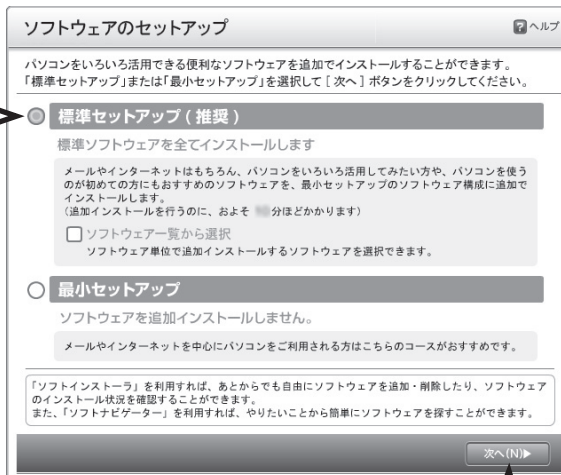 ソフトウェアのセットアップ
ヘルプ
パソコンをいろいろ活用できる便利なソフトウェアを追加でインストールすることができます。
「標準セットアップ」または「最小セットアップ」を選択して [ 次へ ] ボタンをクリックしてください。
標準セットアップ ( 推奨 )
標準ソフトウェアを全てインストールします
メールやインターネットはもちろん、パソコンをいろいろ活用してみたい方や、パソコンを使う
のが初めての方にもおすすめのソフトウェアを、最小セットアップのソフトウェア構成に追加で
インストールします。
(追加インストールを行うのに、およそ 分ほどかかります)
ソフトウェア一覧から選択
ソフトウェア単位で追加インストールするソフトウェアを選択できます。
最小セットアップ
ソフトウェアを追加インストールしません。
メールやインターネットを中心にパソコンをご利用される方はこちらのコースがおすすめです。
「ソフトインストーラ」を利用すれば、あとからでも自由にソフトウェアを追加・削除したり、ソフトウェア
のインストール状況を確認することができます。
また、「ソフトナビゲーター」を利用すれば、やりたいことから簡単にソフトウェアを探すことができます。
次へ(N)▶